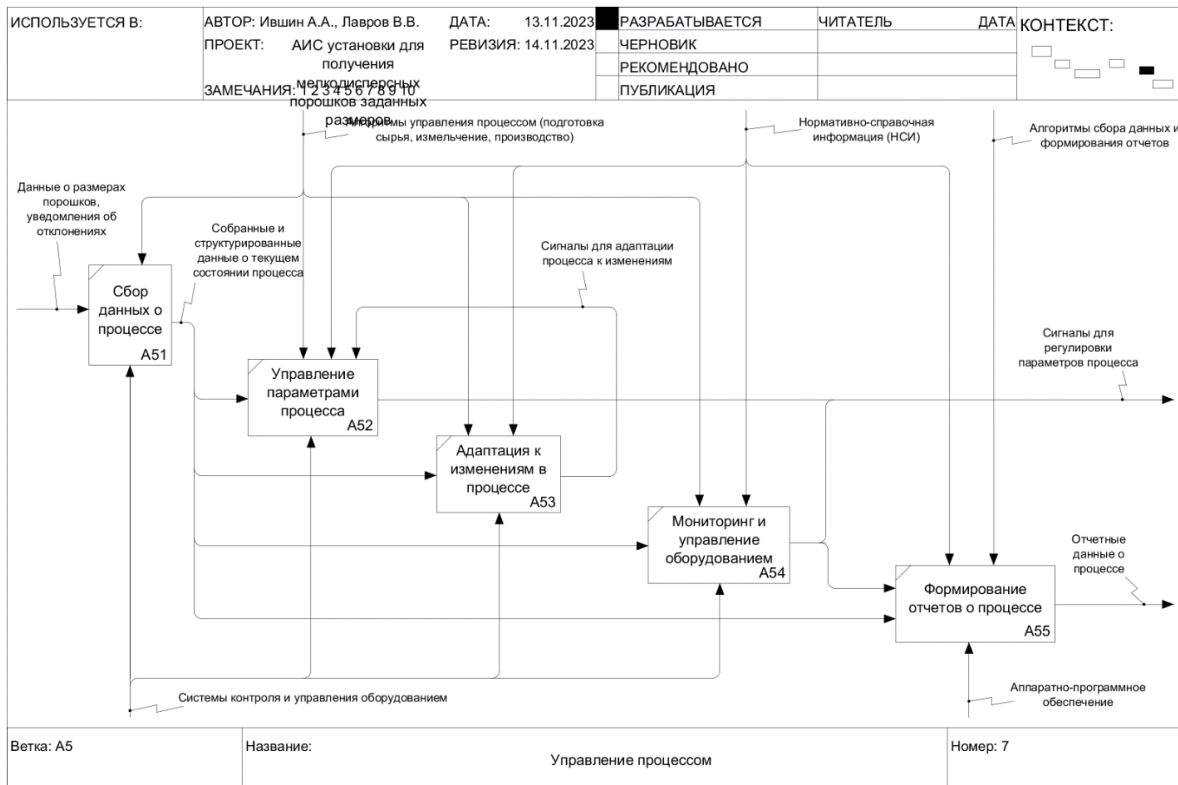 ИСПОЛЬЗУЕТСЯ В:
АВТОР: Ившин А.А., Лавров В.В.
ДАТА: 13.11.2023
РАЗРАБАТЫВАЕТСЯ
ЧИТАТЕЛЬ
ДАТА
КОНТЕКСТ:
ПРОЕКТ: АИС установки для
получения
мелкодисперсных
порошков заданных
размеров
РЕВИЗИЯ: 14.11.2023
ЧЕРНОВИК
РЕКОМЕНДОВАНО
ЗАМЕЧАНИЯ: 1 2 3 4 5 6 7 8 9 10
ПУБЛИКАЦИЯ
Алгоритмы управления процессом (подготовка
сырья, измельчение, производство)
Нормативно-справочная
информация (НСИ)
Алгоритмы сбора данных и
формирования отчетов
Данные о размерах
порошков,
уведомления об
отклонениях
Собранные и
структурированные
данные о текущем
состоянии процесса
Сигналы для адаптации
процесса к изменениям
Сбор
данных о
процессе
A51
Сигналы для
регулировки
параметров процесса
Управление
параметрами
процесса
A52
Адаптация к
изменениям в
процессе
A53
Мониторинг и
управление
оборудованием
A54
Отчетные
данные о
процессе
Формирование
отчетов о процессе
A55
Системы контроля и управления оборудованием
Аппаратно-программное
обеспечение
Ветка: A5
Название:
Управление процессом
Номер: 7